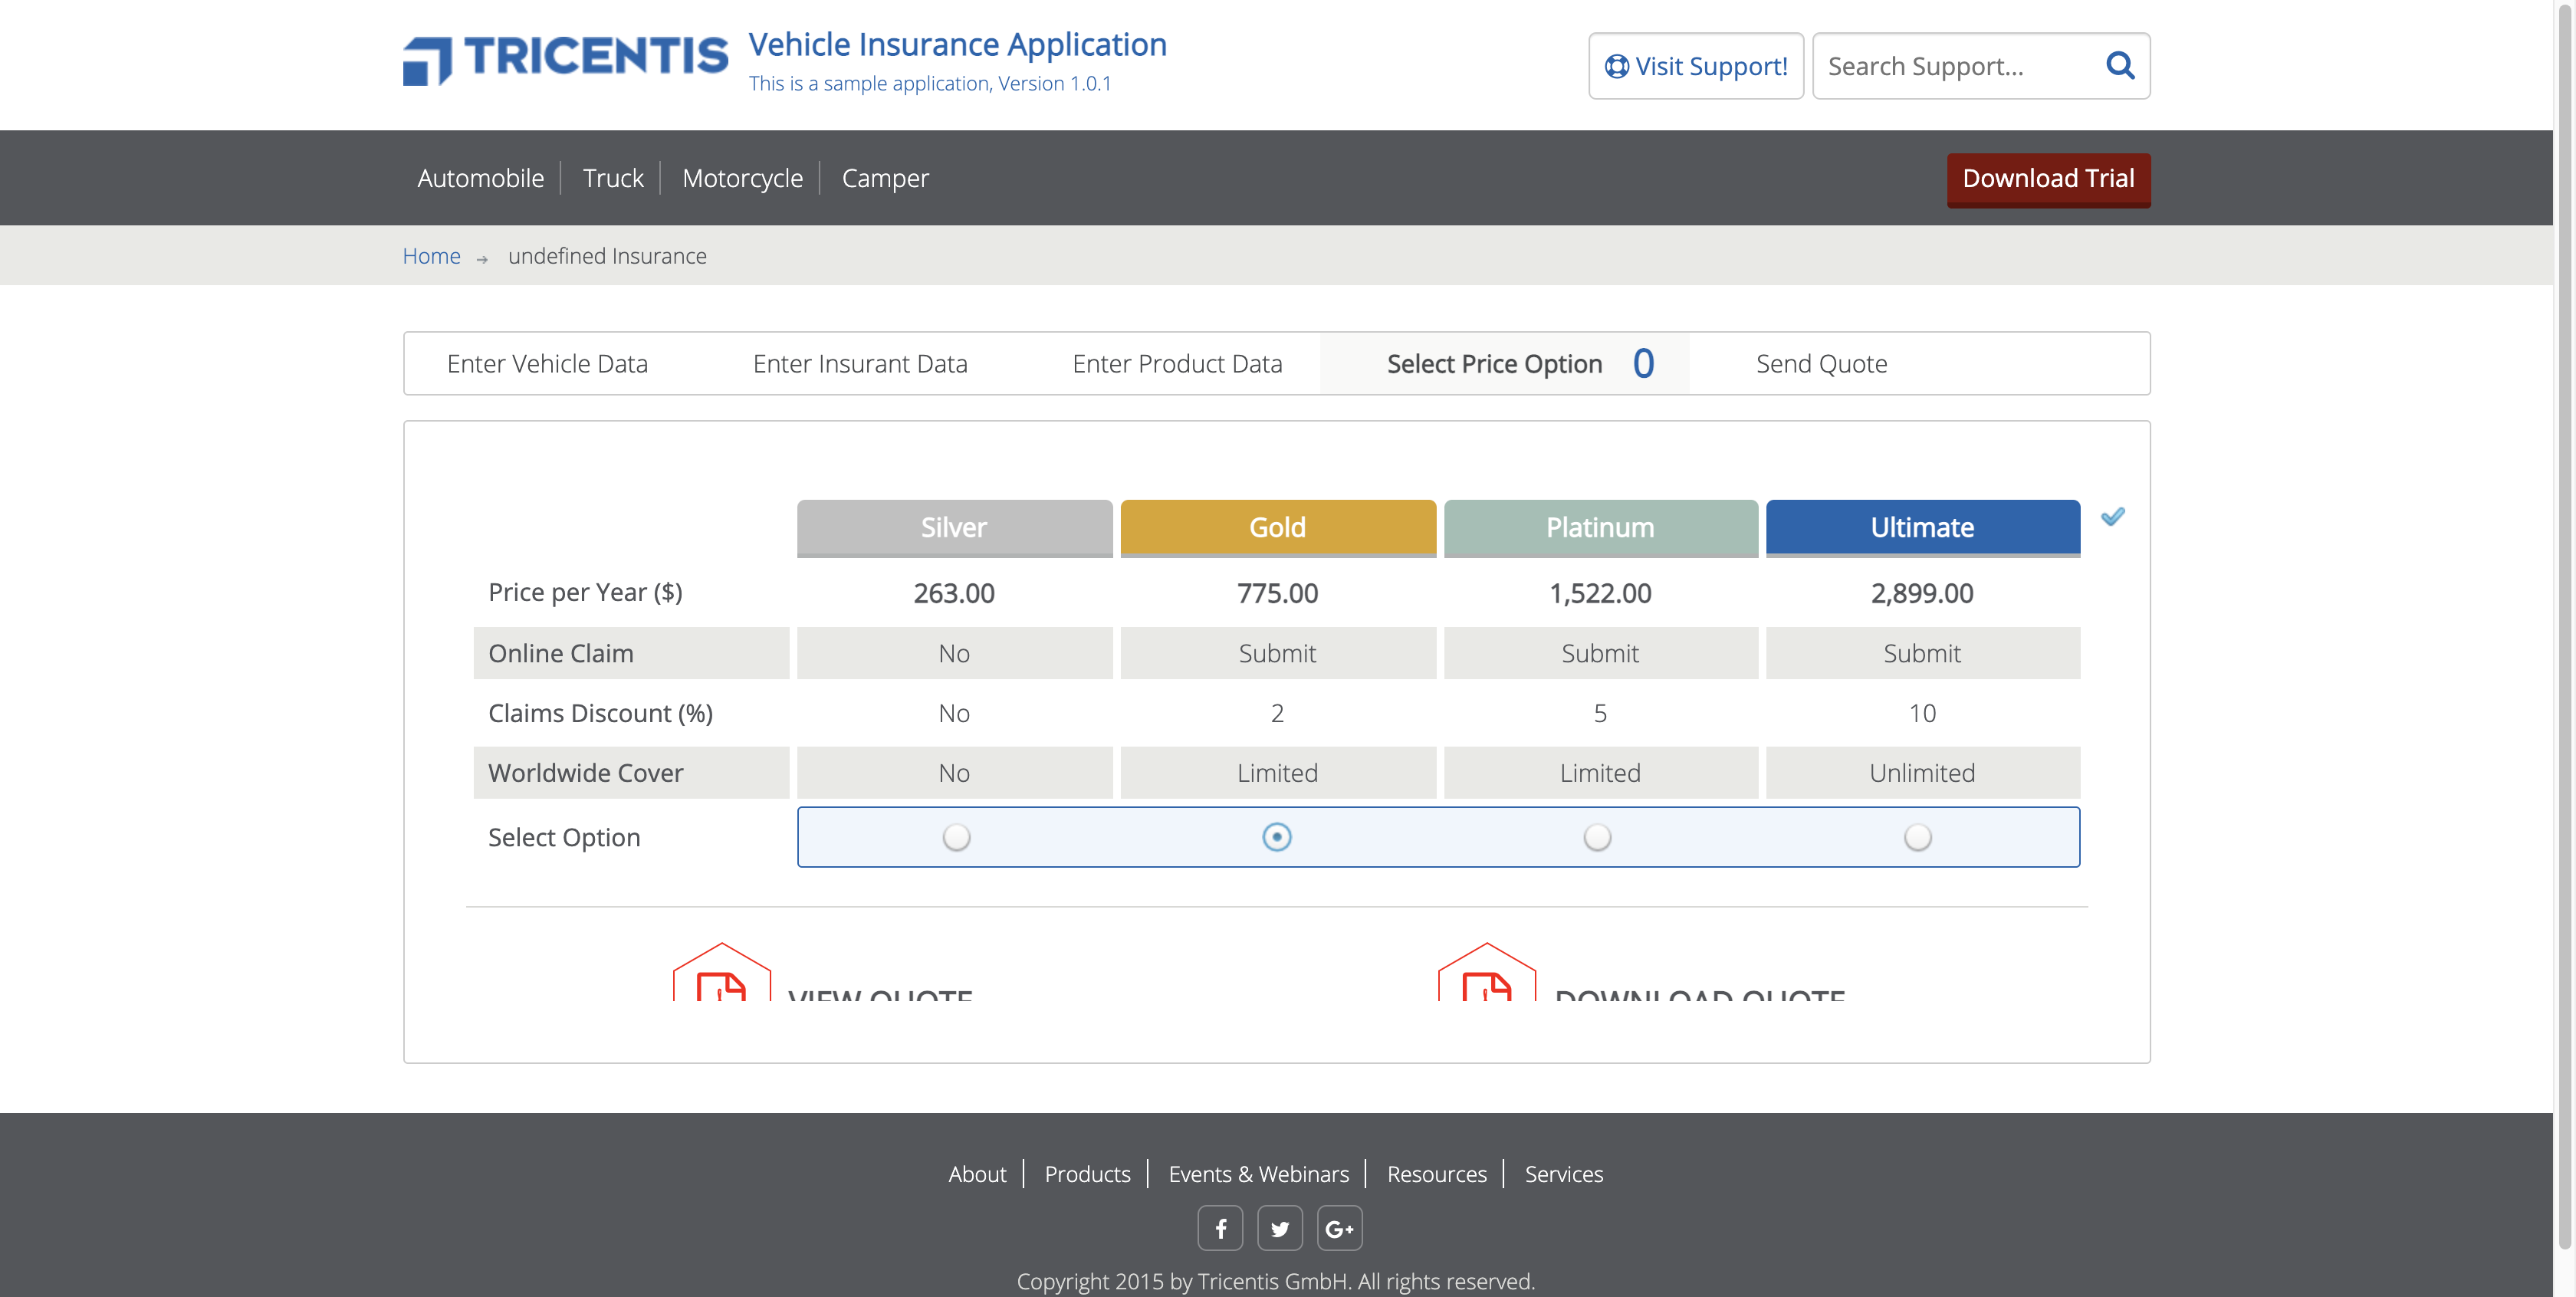 TRICENTIS
Vehicle Insurance Application
This is a sample application, Version 1.0.1
Visit Support!
Search Support...
Automobile
Truck
Motorcycle
Camper
Download Trial
Home
undefined Insurance
Enter Vehicle Data
Enter Insurant Data
Enter Product Data
Select Price Option 0
Send Quote
Silver Gold Platinum Ultimate
Price per Year ($) 263.00 775.00 1,522.00 2,899.00
Online Claim No Submit Submit Submit
Claims Discount (%) No 2 5 10
Worldwide Cover No Limited Limited Unlimited
Select Option
VIEW QUOTE
DOWNLOAD QUOTE
About
Products
Events & Webinars
Resources
Services
Copyright 2015 by Tricentis GmbH. All rights reserved.